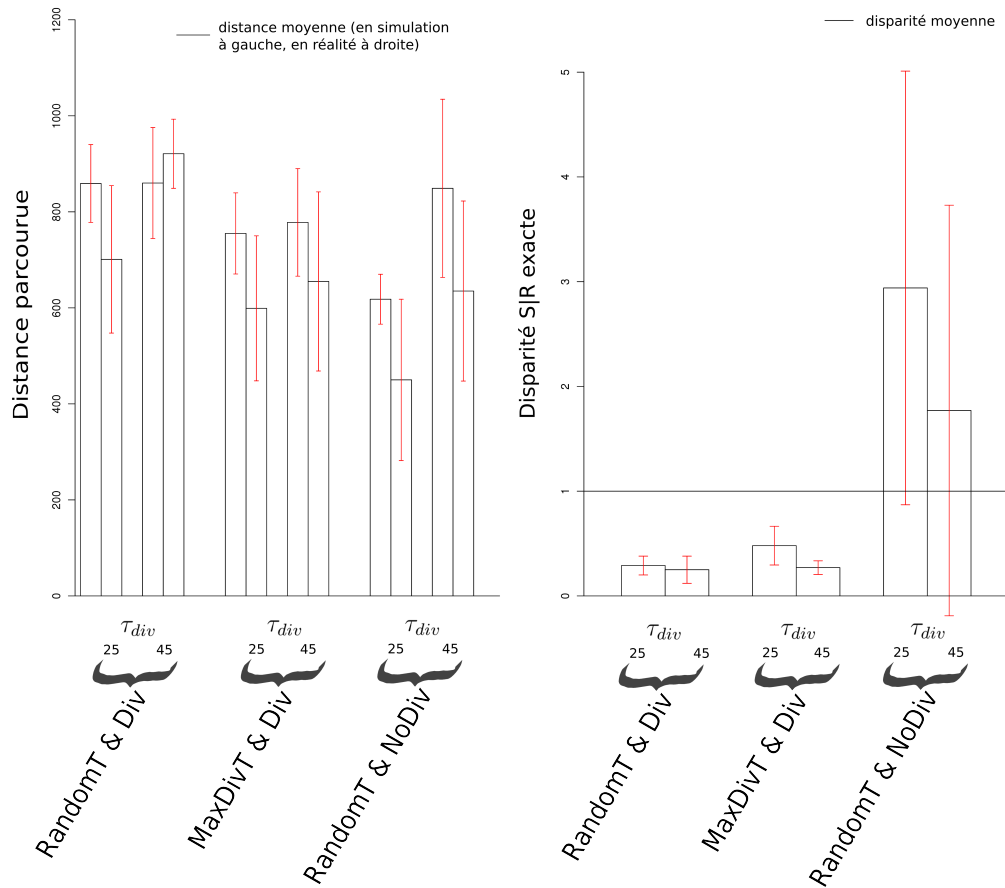 distance moyenne (en simulation
à gauche, en réalité à droite)
Distance parcourue
0
200
400
600
800
1000
1200
τdiv
25 45
RandomT & Div
τdiv
25 45
MaxDivT & Div
τdiv
25 45
RandomT & NoDiv
disparité moyenne
Disparité S|R exacte
0
1
2
3
4
5
τdiv
25 45
RandomT & Div
τdiv
25 45
MaxDivT & Div
τdiv
25 45
RandomT & NoDiv